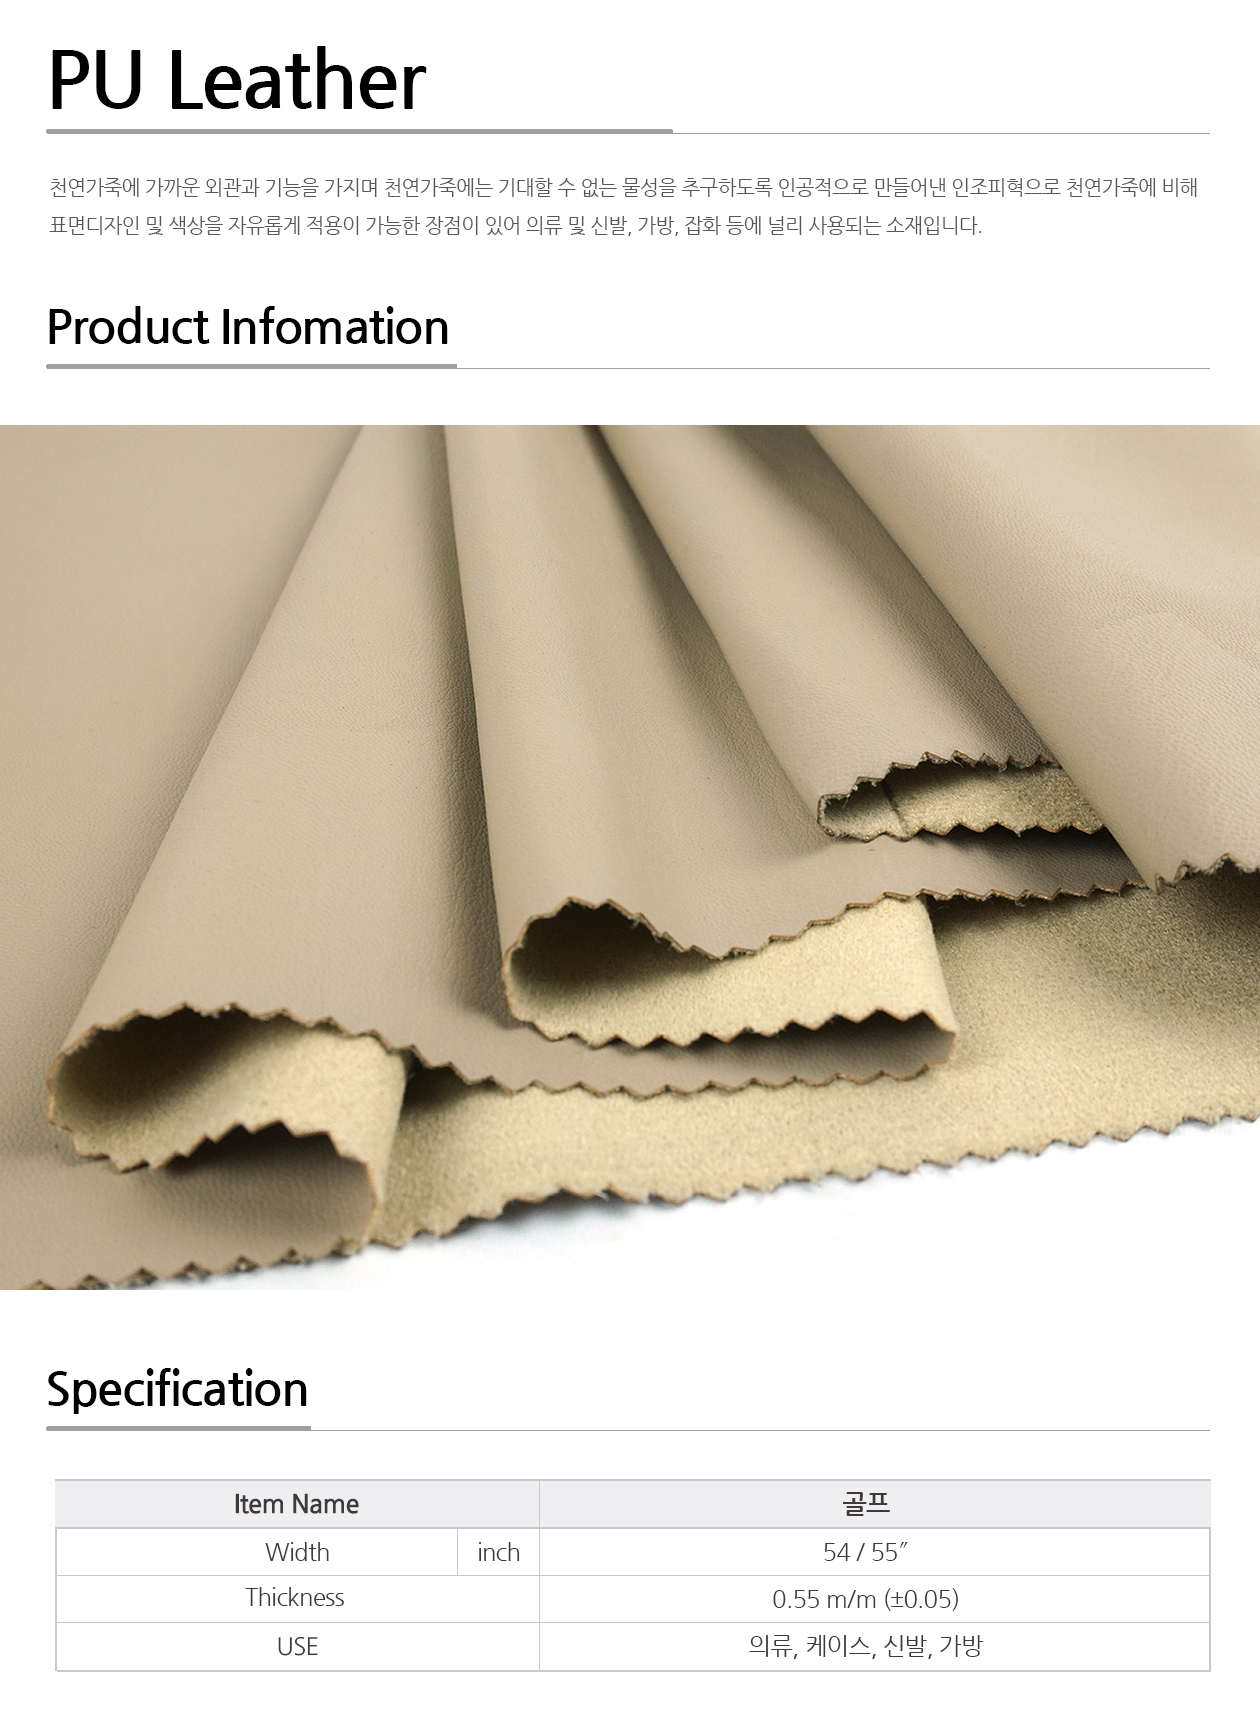 PU Leather
천연가죽에 가까운 외관과 기능을 가지며 천연가죽에는 기대할 수 없는 물성을 추구하도록 인공적으로 만들어낸 인조피혁으로 천연가죽에 비해
표면디자인 및 색상을 자유롭게 적용이 가능한 장점이 있어 의류 및 신발, 가방, 잡화 등에 널리 사용되는 소재입니다.
Product Infomation
Specification
Item Name 골프
Width inch 54 / 55″
Thickness 0.55 m/m (±0.05)
USE 의류, 케이스, 신발, 가방